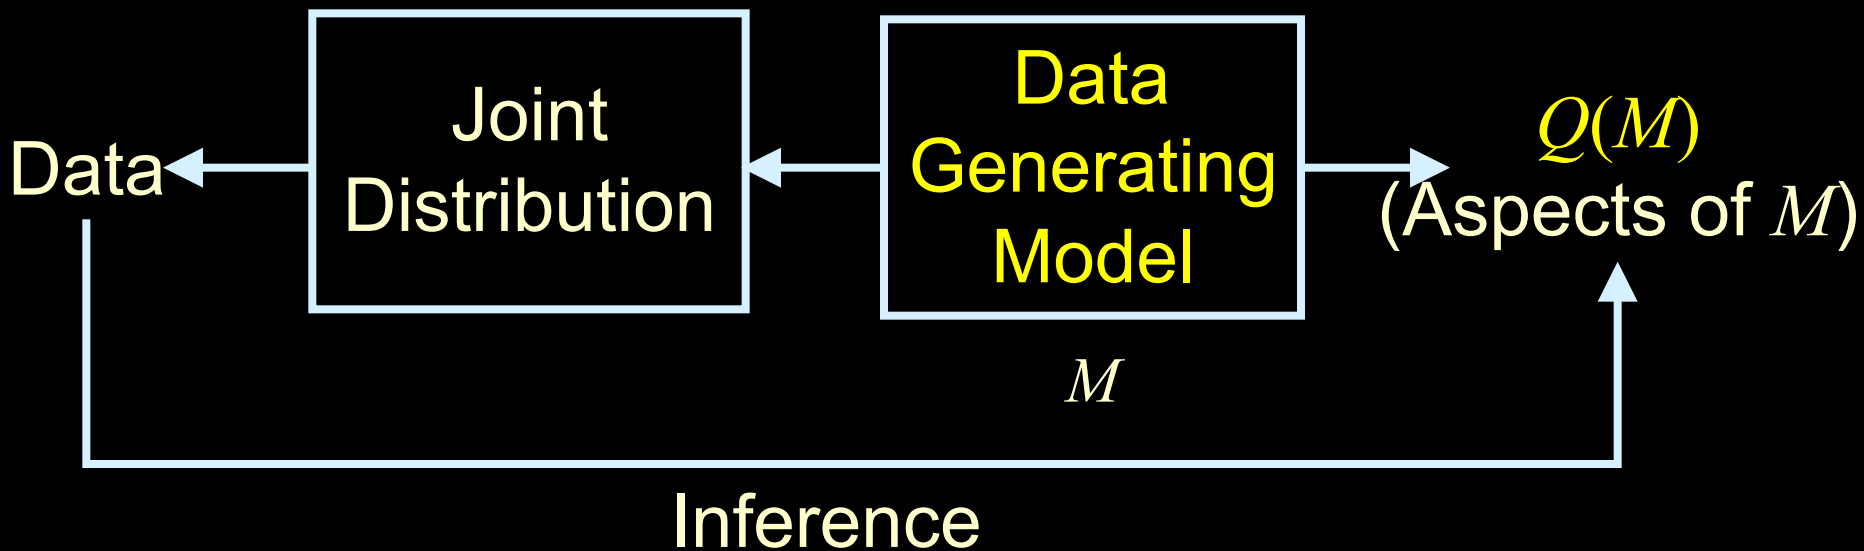 Data
Joint
Distribution
Data
Generating
Model
M
Q(M)
(Aspects of M)
Inference